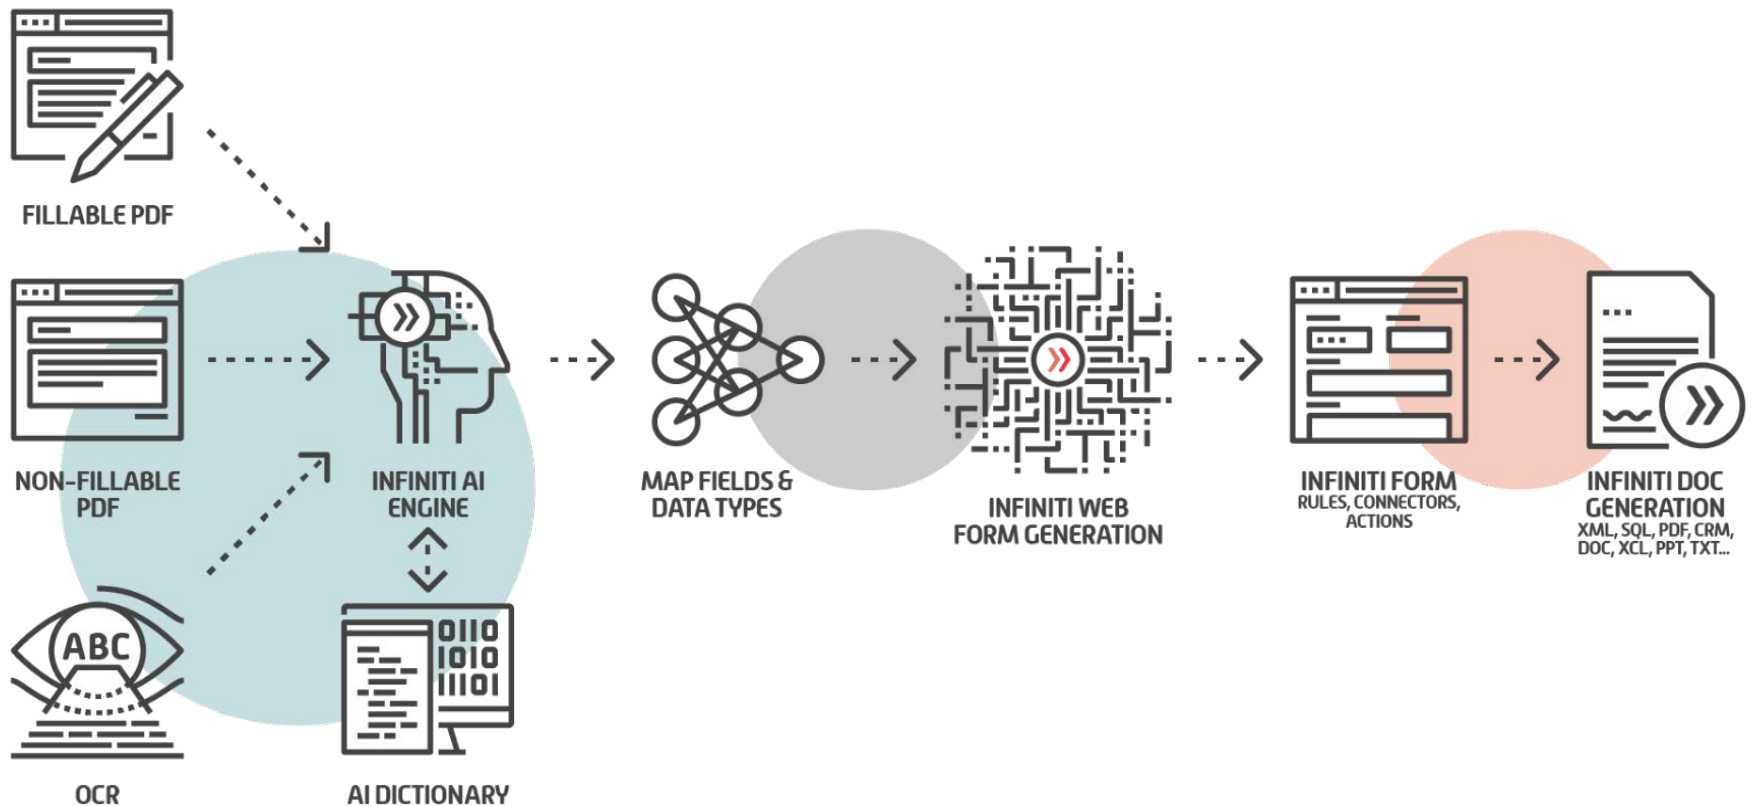 FILLABLE PDF
NON-FILLABLE
PDF
ABC
OCR
INFINITI AI
ENGINE
0110
1010
11101
AI DICTIONARY
MAP FIELDS &
DATA TYPES
INFINITI WEB
FORM GENERATION
INFINITI FORM
RULES, CONNECTORS,
ACTIONS
INFINITI DOC
GENERATION
XML, SQL, PDF, CRM,
DOC, XCL, PPT, TXT...